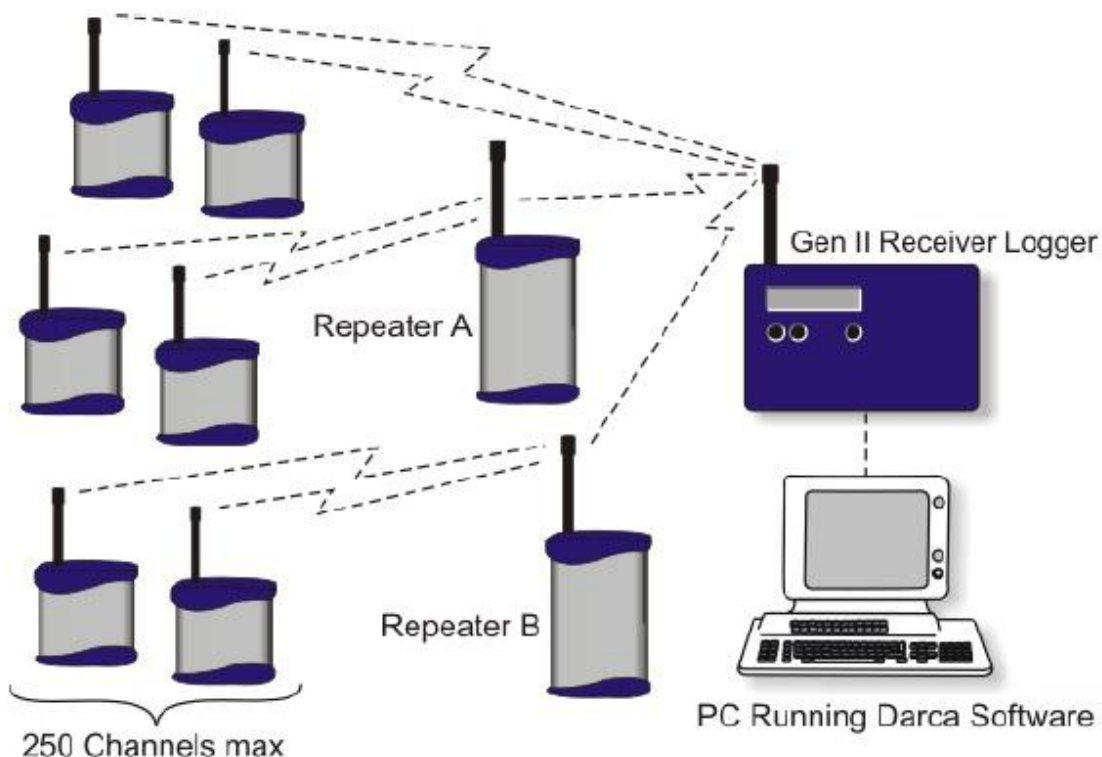 Gen II Receiver Logger
Repeater A
Repeater B
PC Running Darca Software
250 Channels max